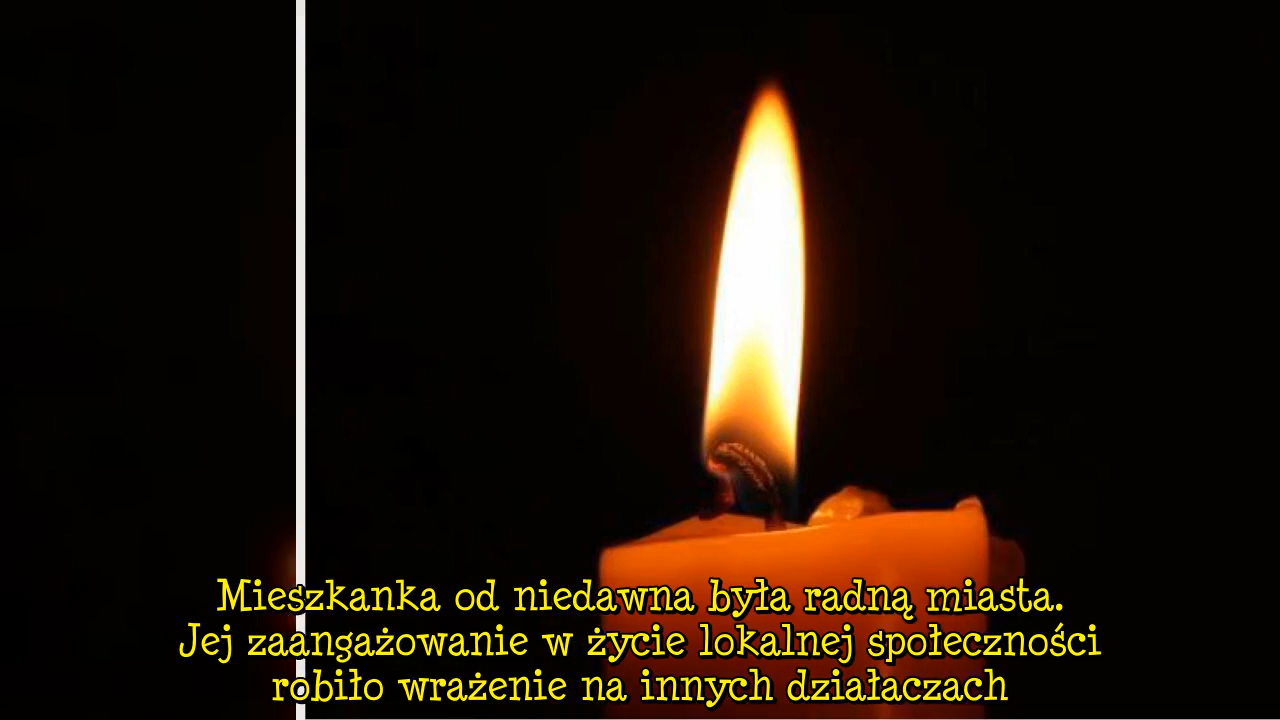 Mieszkanka od niedawna była radną miasta.
Jej zaangażowanie w życie lokalnej społeczności
robiło wrażenie na innych działaczach